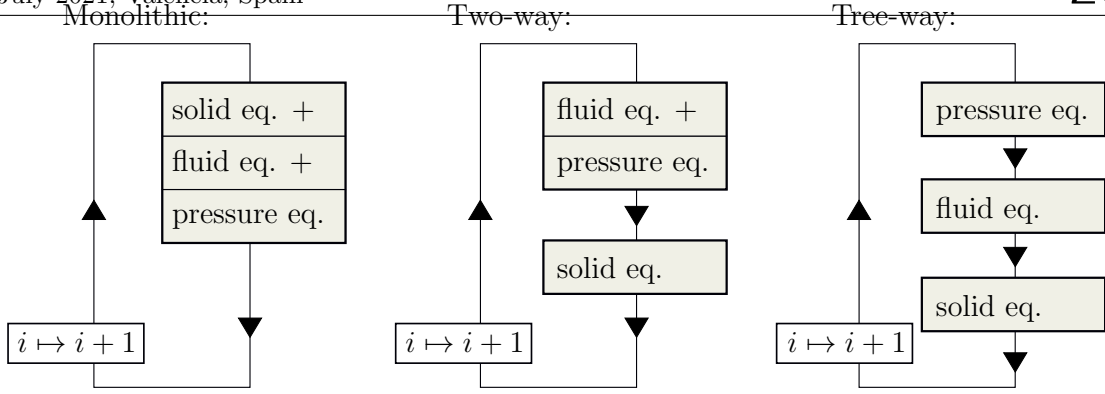 July 2021, Valencia, Spain
Monolithic:
solid eq. +
fluid eq. +
pressure eq.
i ↦ i + 1
Two-way:
fluid eq. +
pressure eq.
solid eq.
i ↦ i + 1
Tree-way:
pressure eq.
fluid eq.
solid eq.
i ↦ i + 1